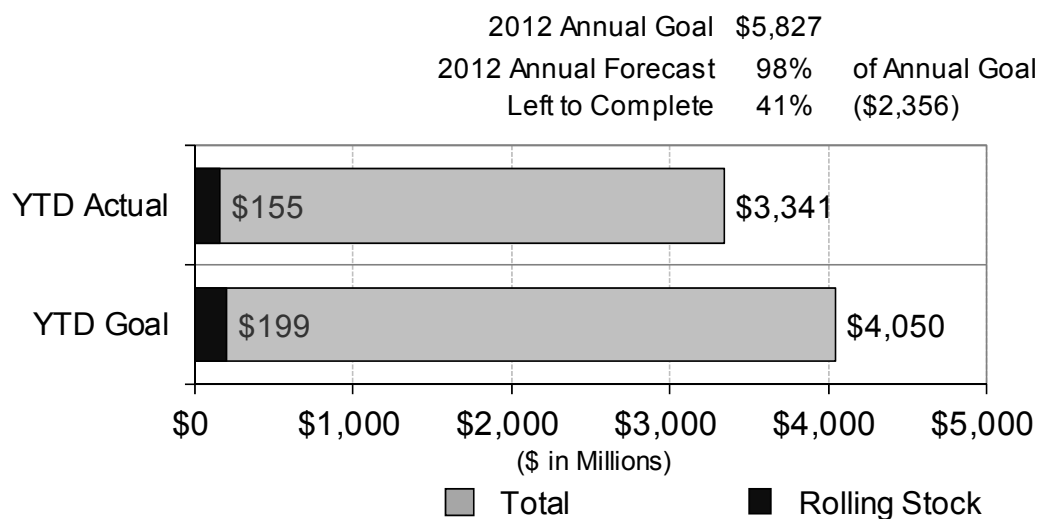 2012 Annual Goal $5,827
2012 Annual Forecast 98% of Annual Goal
Left to Complete 41% ($2,356)
YTD Actual $155 $3,341
YTD Goal $199 $4,050
$0 $1,000 $2,000 $3,000 $4,000 $5,000
($ in Millions)
Total Rolling Stock